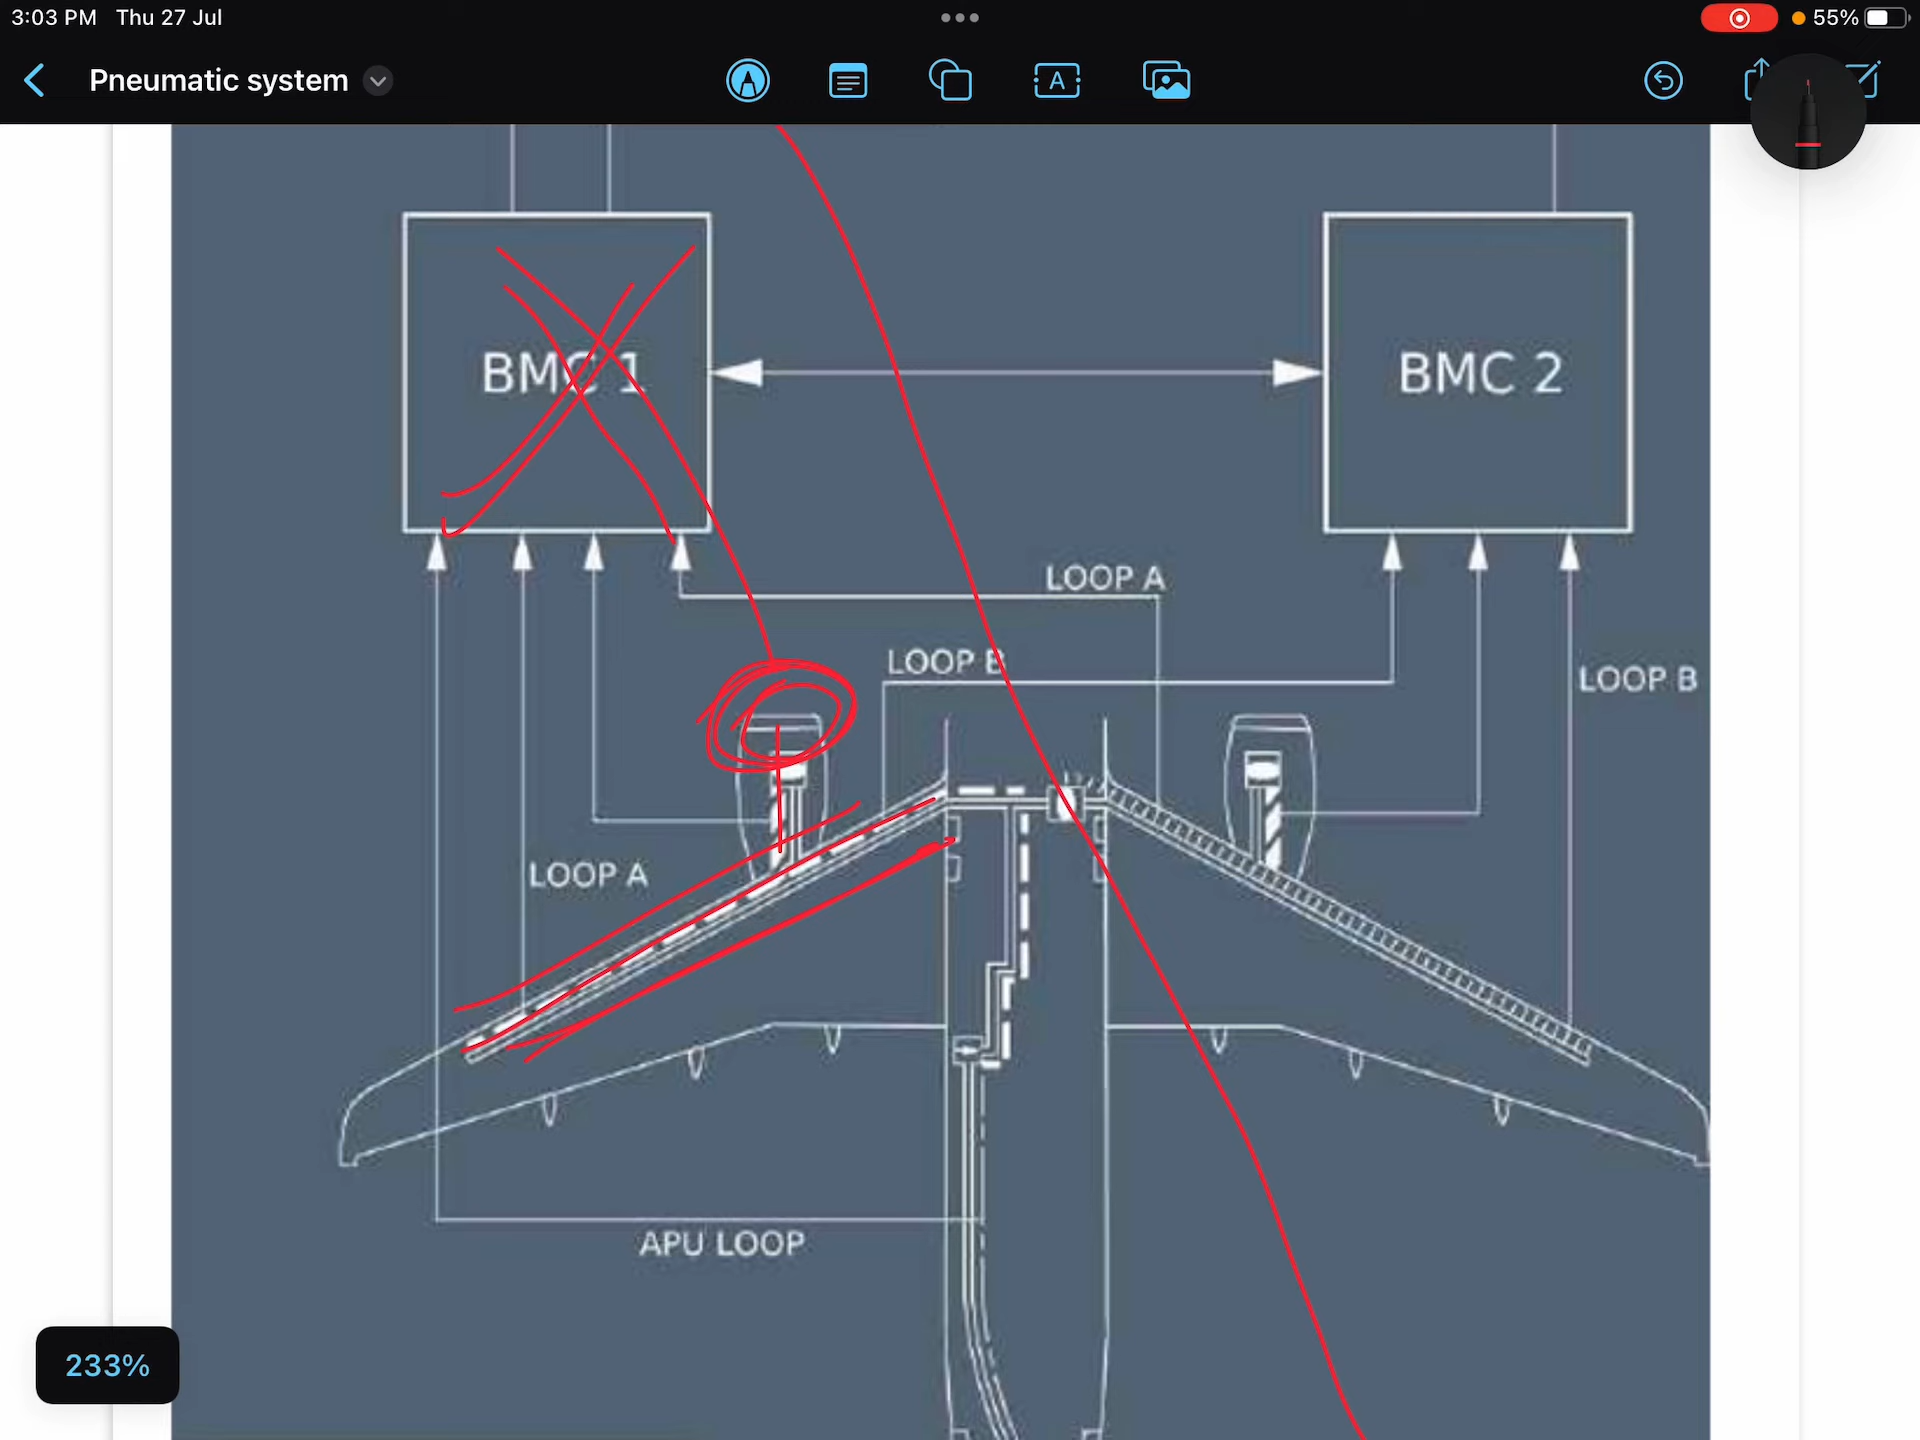 3:03 PM Thu 27 Jul
55%
Pneumatic system
A
BMC 1
BMC 2
LOOP A
LOOP B
LOOP B
LOOP A
APU LOOP
233%